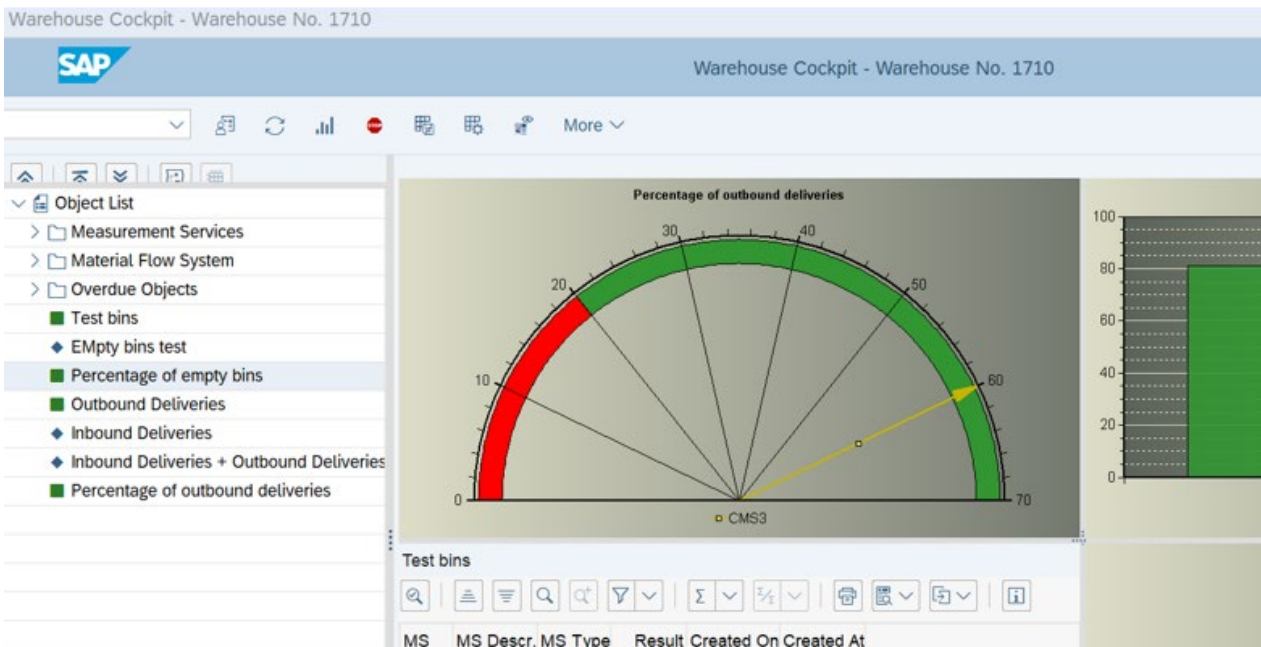 Warehouse Cockpit - Warehouse No. 1710
SAP
Warehouse Cockpit - Warehouse No. 1710
STOP
More
Object List
Measurement Services
Material Flow System
Overdue Objects
Test bins
EMpty bins test
Percentage of empty bins
Outbound Deliveries
Inbound Deliveries
Inbound Deliveries + Outbound Deliveries
Percentage of outbound deliveries
Percentage of outbound deliveries
0
10
20
30
40
50
60
70
CMS3
100
80
60
40
20
0
Test bins
MS MS Descr. MS Type Result Created On Created At